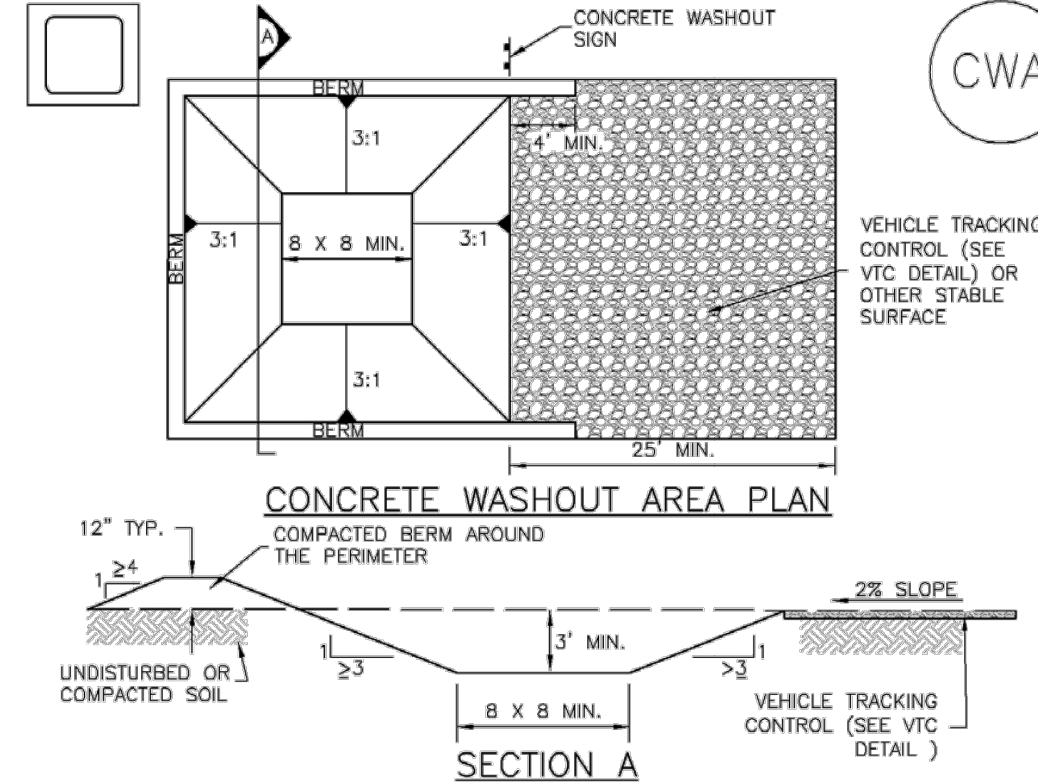 CONCRETE WASHOUT
SIGN
A
CWA
BERM
3:1
4' MIN.
BERM
3:1
8 X 8 MIN.
3:1
VEHICLE TRACKING
CONTROL (SEE
VTC DETAIL) OR
OTHER STABLE
SURFACE
3:1
BERM
25' MIN.
CONCRETE WASHOUT AREA PLAN
12" TYP.
COMPACTED BERM AROUND
THE PERIMETER
1
≥4
2% SLOPE
3' MIN.
1
≥3
1
≥3
UNDISTURBED OR
COMPACTED SOIL
8 X 8 MIN.
VEHICLE TRACKING
CONTROL (SEE VTC
DETAIL )
SECTION A